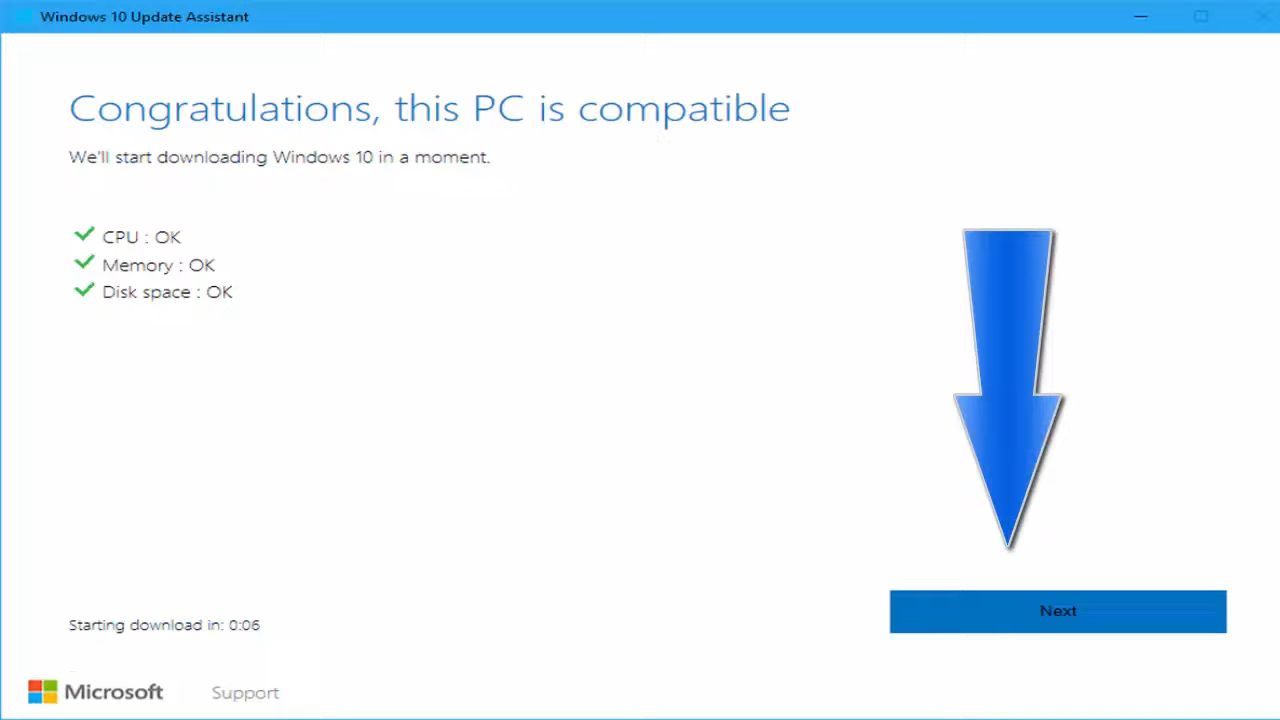 Windows 10 Update Assistant
Congratulations, this PC is compatible
We'll start downloading Windows 10 in a moment.
CPU : OK
Memory : OK
Disk space : OK
Next
Starting download in: 0:06
Microsoft Support